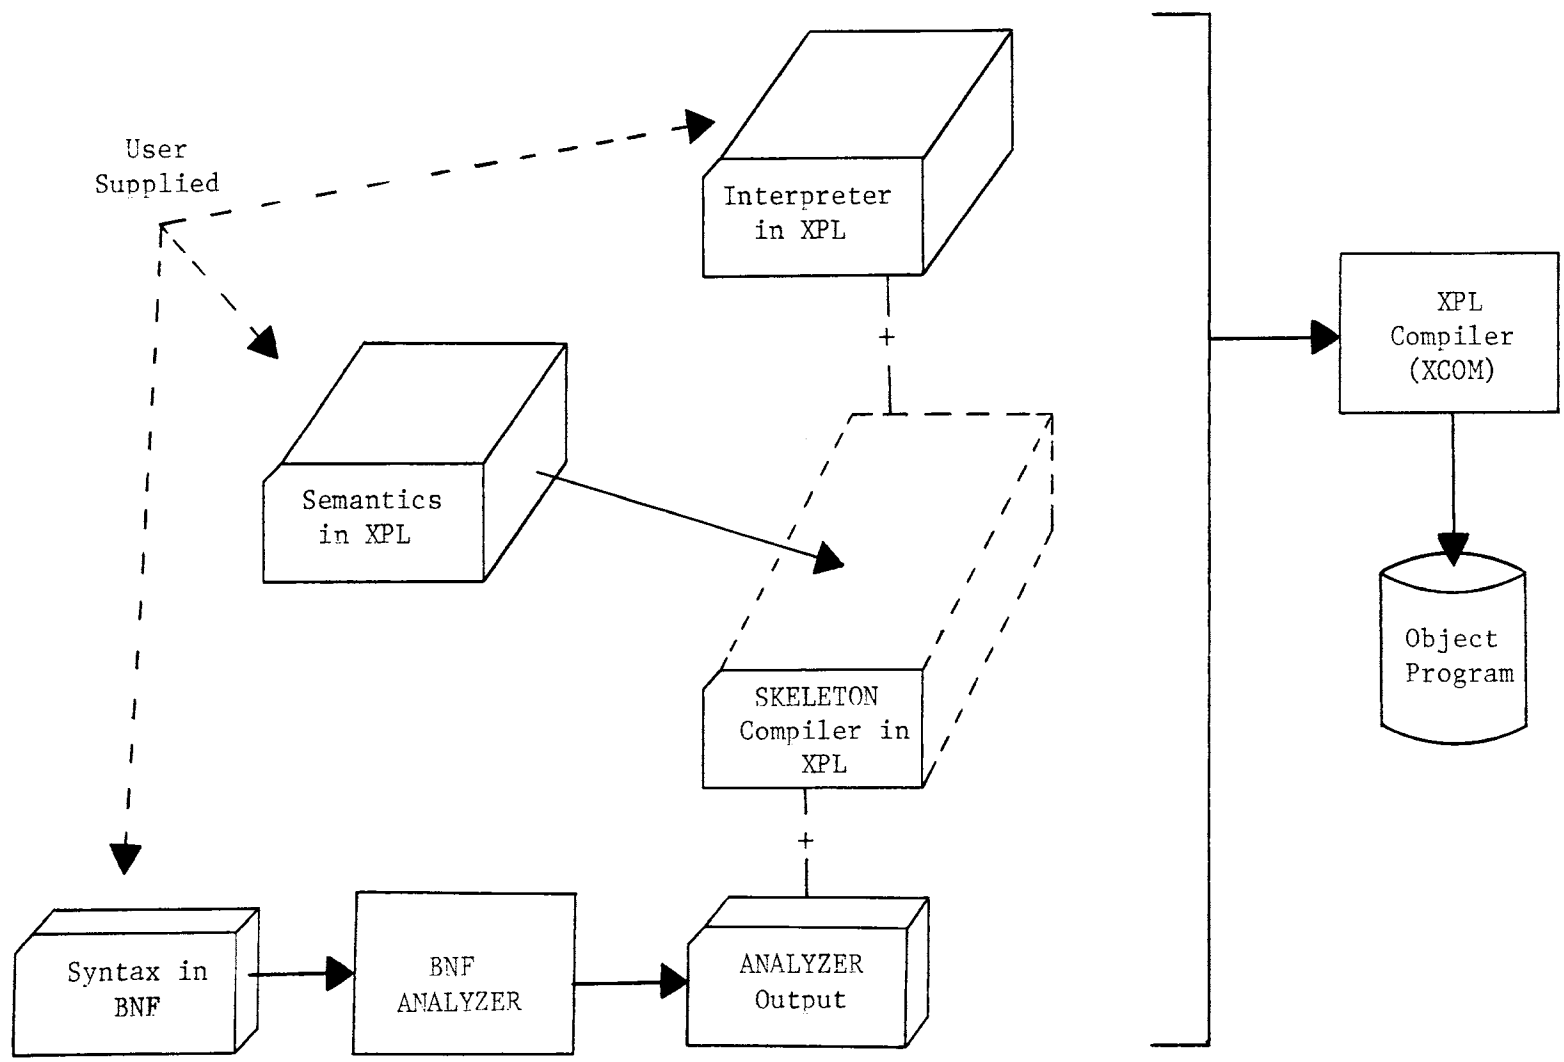 User
Supplied
Interpreter
in XPL
+
XPL
Compiler
(XCOM)
Semantics
in XPL
Object
Program
SKELETON
Compiler in
XPL
+
Syntax in
BNF
BNF
ANALYZER
ANALYZER
Output